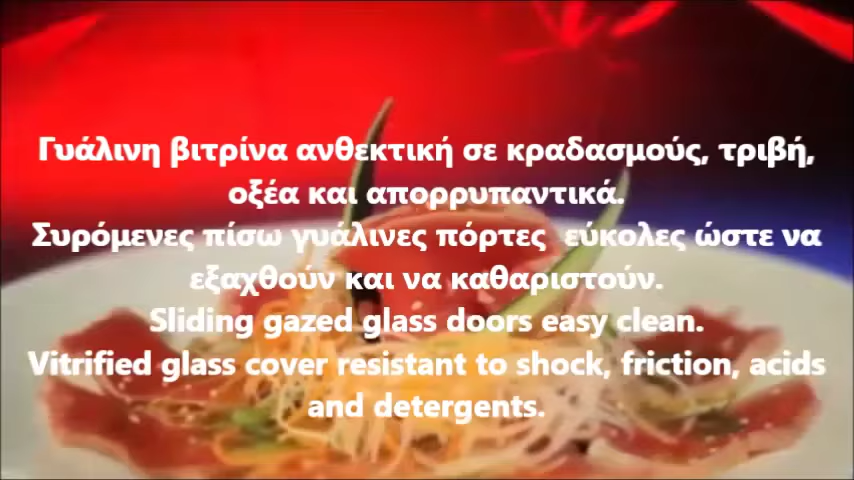 Γυάλινη βιτρίνα ανθεκτική σε κραδασμούς, τριβή,
οξέα και απορρυπαντικά.
Συρόμενες πίσω γυάλινες πόρτες εύκολες ώστε να
εξαχθούν και να καθαριστούν.
Sliding gazed glass doors easy clean.
Vitrified glass cover resistant to shock, friction, acids
and detergents.